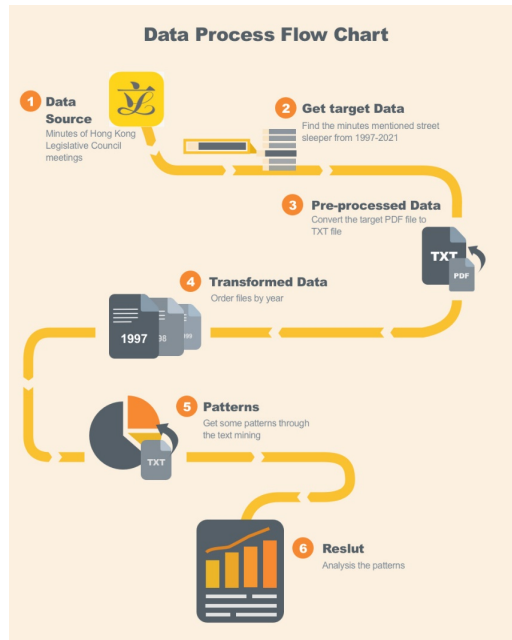 Data Process Flow Chart
1 Data
Source
Minutes of Hong Kong
Legislative Council
meetings
2 Get target Data
Find the minutes mentioned street
sleeper from 1997-2021
3 Pre-processed Data
Convert the target PDF file to
TXT file
TXT
PDF
4 Transformed Data
Order files by year
1997
98
999
5 Patterns
Get some patterns through
the text mining
TXT
6 Reslut
Analysis the patterns